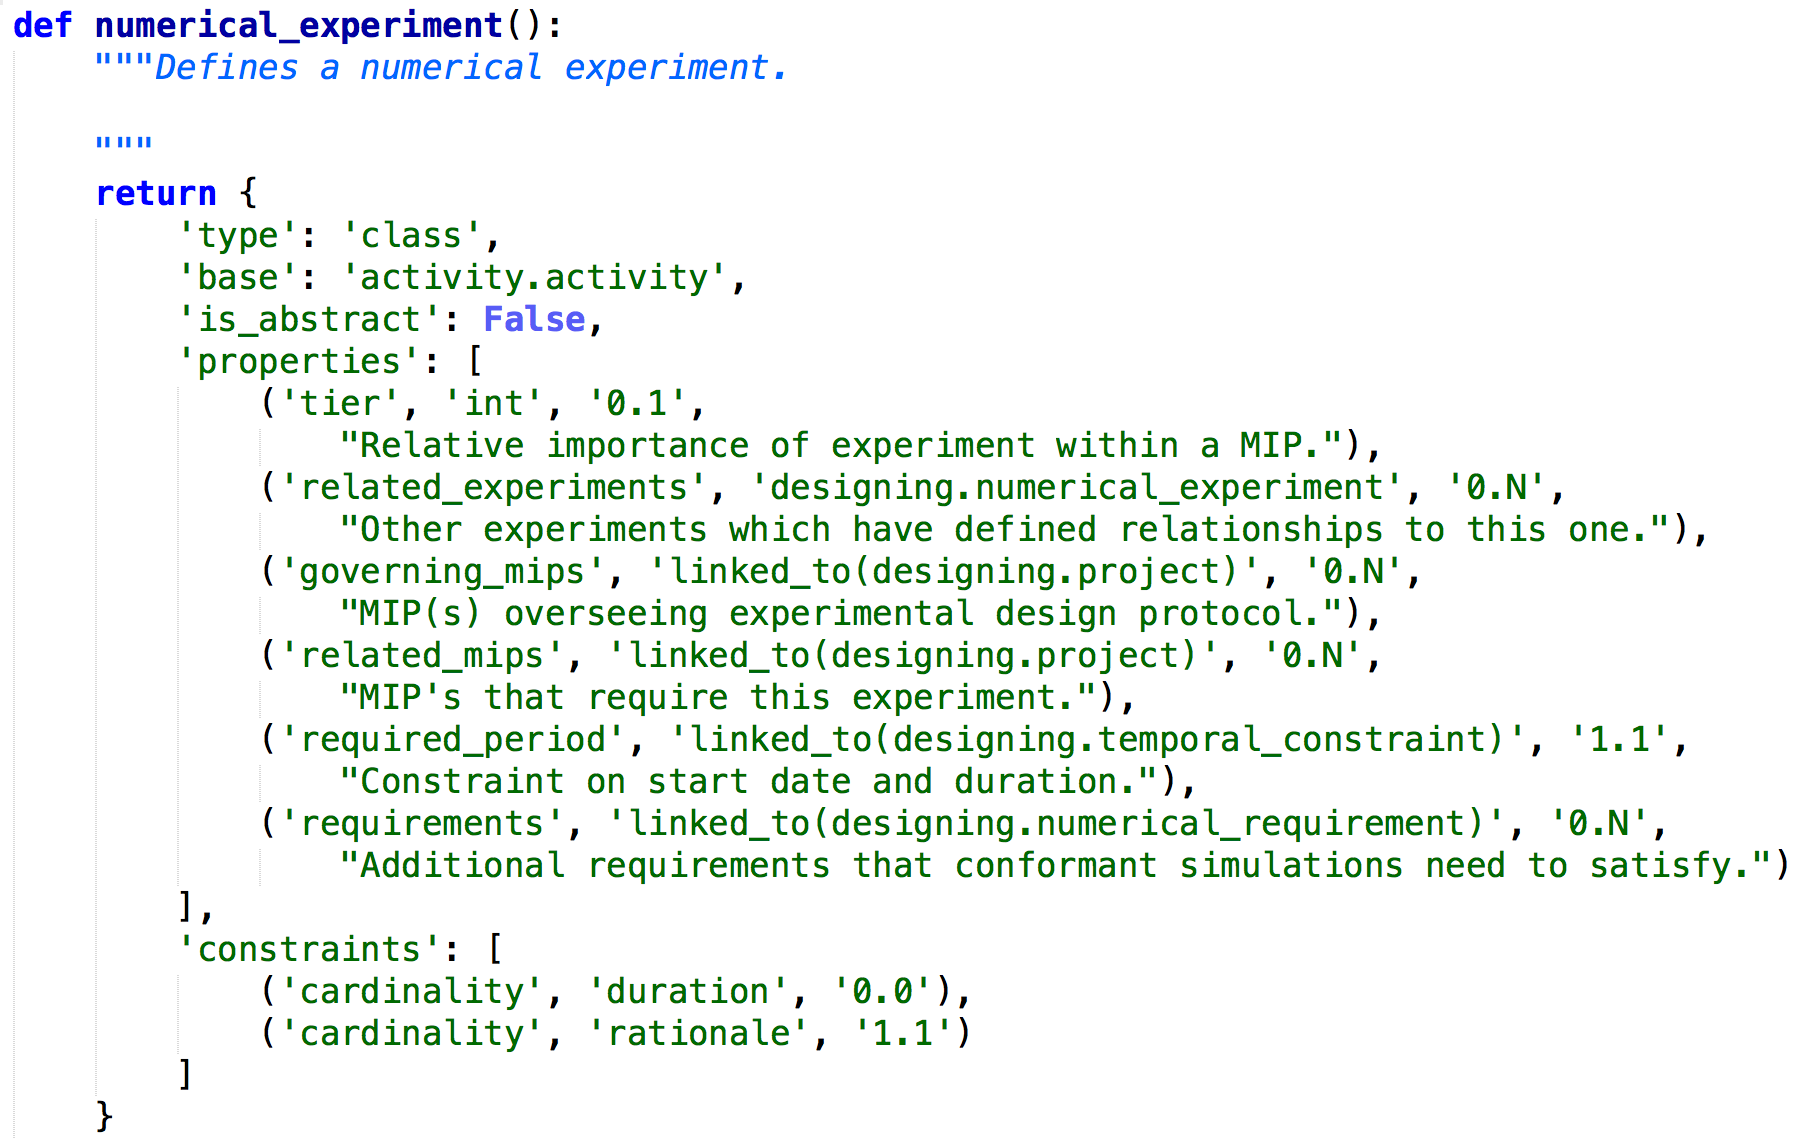 def numerical_experiment():
    """Defines a numerical experiment.

    """
    return {
        'type': 'class',
        'base': 'activity.activity',
        'is_abstract': False,
        'properties': [
            ('tier', 'int', '0.1',
                "Relative importance of experiment within a MIP."),
            ('related_experiments', 'designing.numerical_experiment', '0.N',
                "Other experiments which have defined relationships to this one."),
            ('governing_mips', 'linked_to(designing.project)', '0.N',
                "MIP(s) overseeing experimental design protocol."),
            ('related_mips', 'linked_to(designing.project)', '0.N',
                "MIP's that require this experiment."),
            ('required_period', 'linked_to(designing.temporal_constraint)', '1.1',
                "Constraint on start date and duration."),
            ('requirements', 'linked_to(designing.numerical_requirement)', '0.N',
                "Additional requirements that conformant simulations need to satisfy.")
        ],
        'constraints': [
            ('cardinality', 'duration', '0.0'),
            ('cardinality', 'rationale', '1.1')
        ]
    }